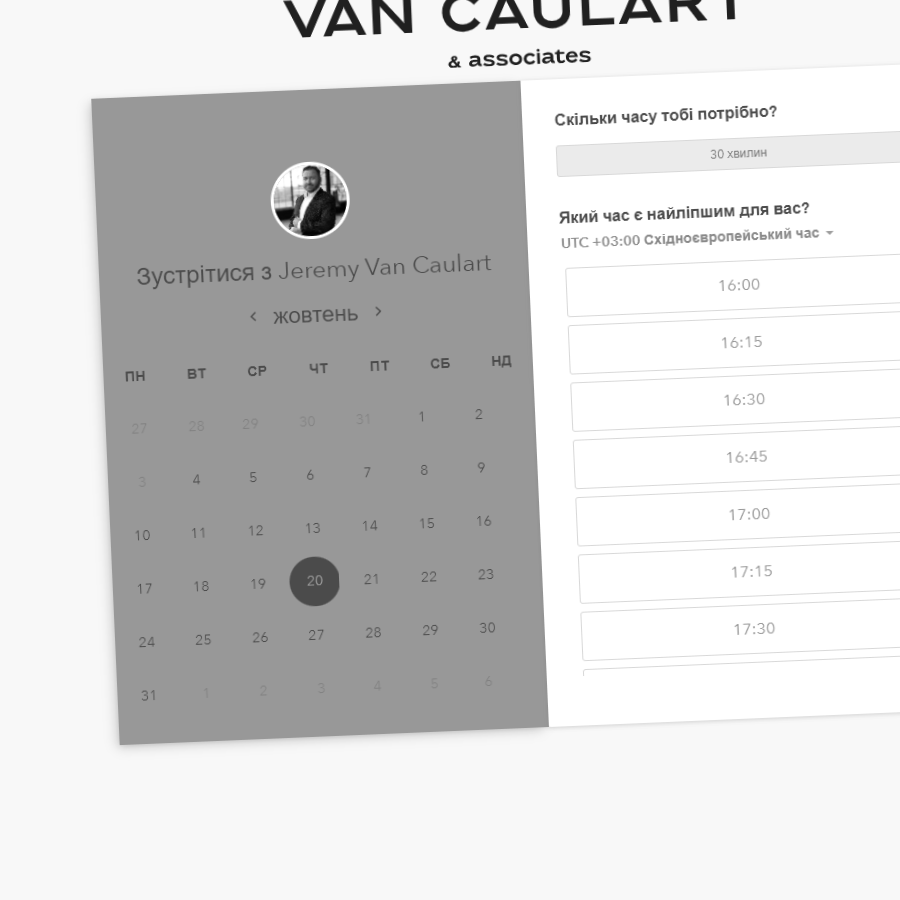 VAN CAULART
& associates
Зустрітися з Jeremy Van Caulart
жовтень
ПН ВТ СР ЧТ ПТ СБ НД
27 28 29 30 31 1 2
3 4 5 6 7 8 9
10 11 12 13 14 15 16
17 18 19 20 21 22 23
24 25 26 27 28 29 30
31 1 2 3 4 5 6
Скільки часу тобі потрібно?
30 хвилин
Який час є найліпшим для вас?
UTC +03:00 Східноєвропейський час
16:00
16:15
16:30
16:45
17:00
17:15
17:30